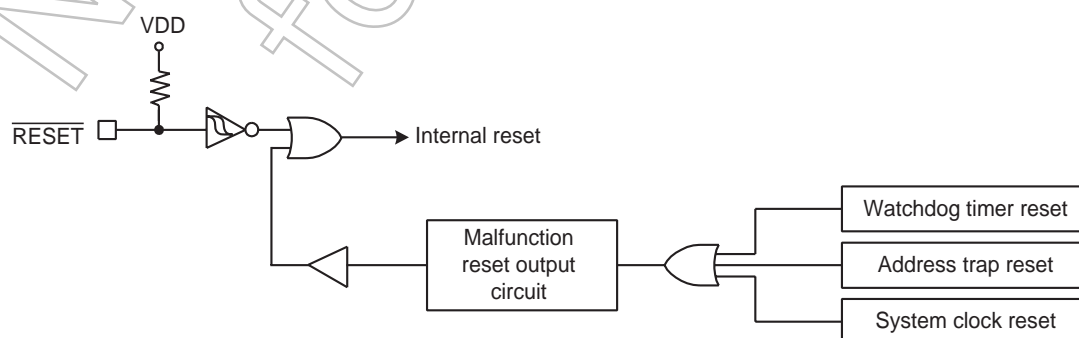 VDD
RESET
Internal reset
Watchdog timer reset
Malfunction
reset output
circuit
Address trap reset
System clock reset